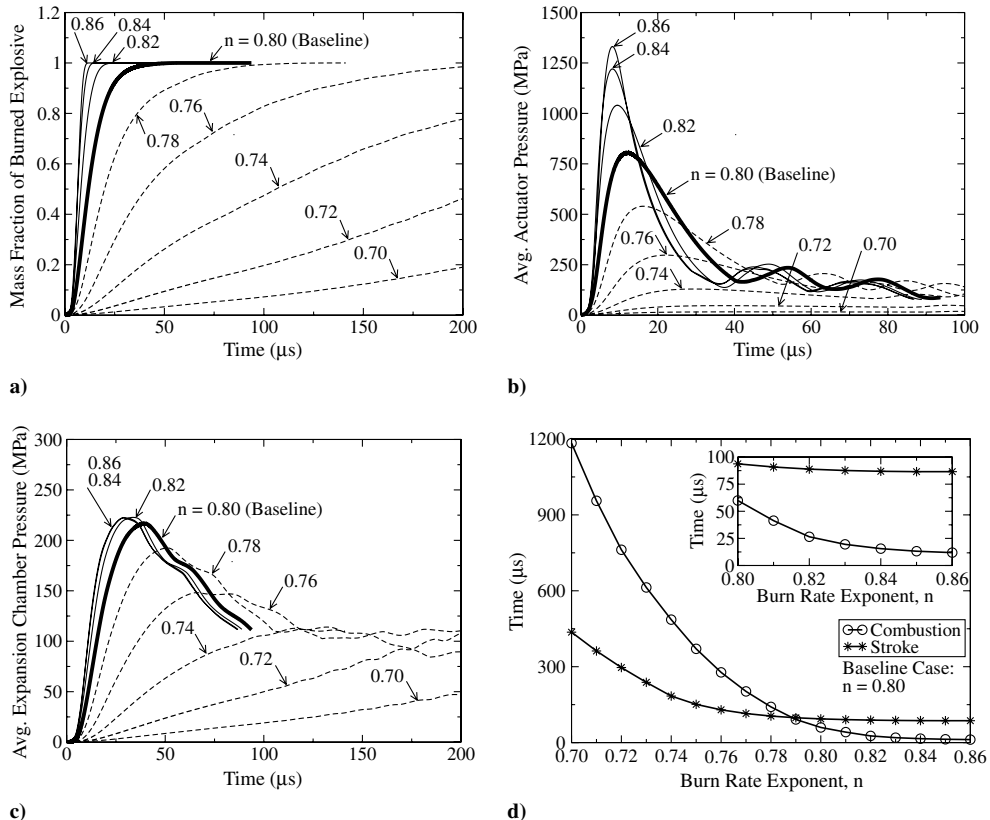 1.2
1
0.8
0.6
0.4
0.2
0
0.86
0.84
0.82
n = 0.80 (Baseline)
0.76
0.78
0.74
0.72
0.70
0 50 100 150 200
Time (μs)
Mass Fraction of Burned Explosive
a)
1500
1250
1000
750
500
250
0
0.86
0.84
0.82
n = 0.80 (Baseline)
0.78
0.76
0.72
0.70
0.74
0 20 40 60 80 100
Time (μs)
Avg. Actuator Pressure (MPa)
b)
300
250
200
150
100
50
0
0.86
0.84
0.82
n = 0.80 (Baseline)
0.78
0.76
0.74
0.72
0.70
0 50 100 150 200
Time (μs)
Avg. Expansion Chamber Pressure (MPa)
c)
1200
900
600
300
0
Time (μs)
100
75
50
25
0
Time (μs)
0.80 0.82 0.84 0.86
Burn Rate Exponent, n
Combustion
Stroke
Baseline Case:
n = 0.80
0.70 0.72 0.74 0.76 0.78 0.80 0.82 0.84 0.86
Burn Rate Exponent, n
d)